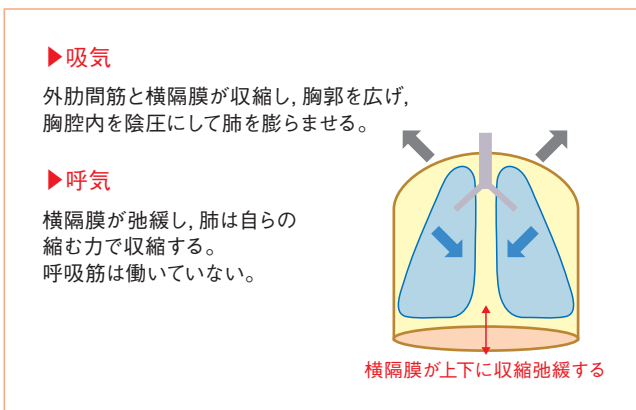 ▶吸気
外肋間筋と横隔膜が収縮し，胸郭を広げ，
胸腔内を陰圧にして肺を膨らませる。
▶呼気
横隔膜が弛緩し，肺は自らの
縮む力で収縮する。
呼吸筋は働いていない。
横隔膜が上下に収縮弛緩する